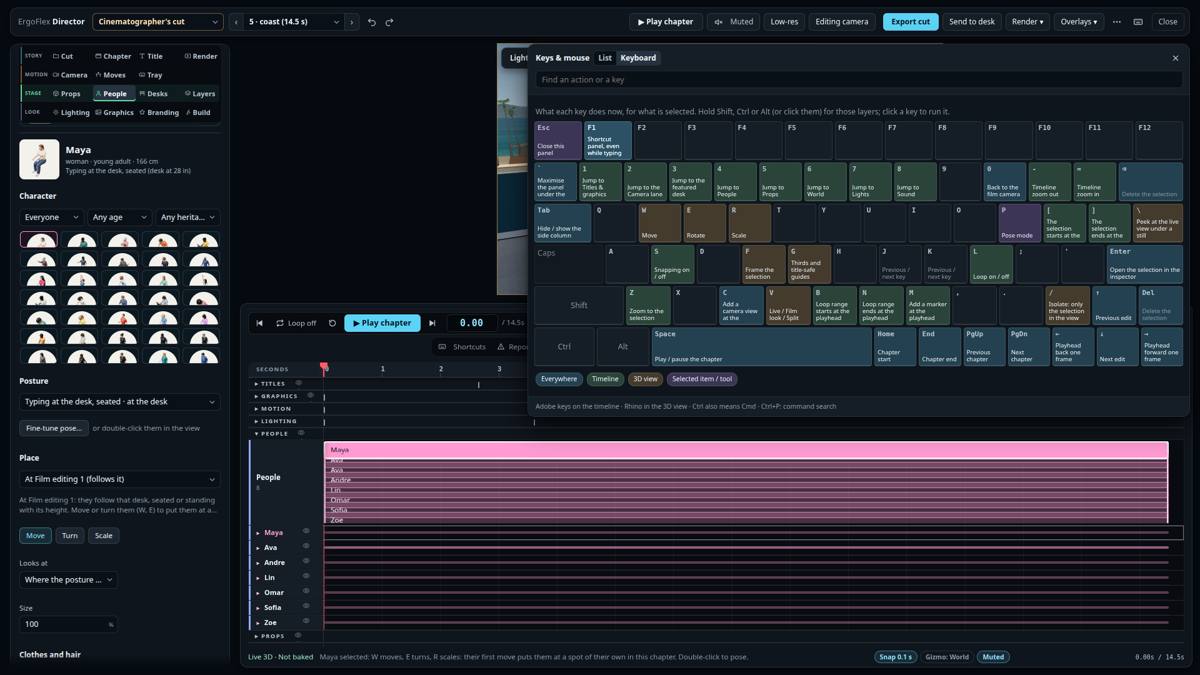 ErgoFlex Director
Cinematographer's cut
5 · coast (14.5 s)
▶ Play chapter
Muted
Low-res
Editing camera
Export cut
Send to desk
Render ▾
Overlays ▾
Close
STORY Cut Chapter Title Render
MOTION Camera Moves Tray
STAGE Props People Desks Layers
LOOK Lighting Graphics Branding Build
Maya
woman · young adult · 166 cm
Typing at the desk, seated (desk at 28 in)
Character
Everyone Any age Any herita...
Posture
Typing at the desk, seated · at the desk
Fine-tune pose... or double-click them in the view
Place
At Film editing 1 (follows it)
At Film editing 1: they follow that desk, seated or standing
with its height. Move or turn them (W, E) to put them at a...
Move Turn Scale
Looks at
Where the posture ...
Size
100 %
Clothes and hair
Light
Keys & mouse List Keyboard
Find an action or a key
What each key does now, for what is selected. Hold Shift, Ctrl or Alt (or click them) for those layers; click a key to run it.
Esc Close this panel
F1 Shortcut panel, even while typing
F2 F3 F4 F5 F6 F7 F8 F9 F10 F11 F12
` Maximise the panel under the
1 Jump to Titles & graphics
2 Jump to the Camera lane
3 Jump to the featured desk
4 Jump to People
5 Jump to Props
6 Jump to World
7 Jump to Lights
8 Jump to Sound
9
0 Back to the film camera
- Timeline zoom out
= Timeline zoom in
Delete the selection
Tab Hide / show the side column
Q
W Move
E Rotate
R Scale
T Y U I O
P Pose mode
[ The selection starts at the
] The selection ends at the
\ Peek at the live view under a still
Caps
A
S Snapping on / off
D
F Frame the selection
G Thirds and title-safe guides
H
J Previous / next key
K Previous / next key
L Loop on / off
; '
Enter Open the selection in the inspector
Shift
Z Zoom to the selection
X
C Add a camera view at the
V Live / Film look / Split
B Loop range starts at the playhead
N Loop range ends at the playhead
M Add a marker at the playhead
, .
/ Isolate: only the selection in the view
↑ Previous edit
Del Delete the selection
Ctrl
Alt
Space Play / pause the chapter
Home Chapter start
End Chapter end
PgUp Previous chapter
PgDn Next chapter
← Playhead back one frame
↓ Next edit
→ Playhead forward one frame
Everywhere Timeline 3D view Selected item / tool
Adobe keys on the timeline · Rhino in the 3D view · Ctrl also means Cmd · Ctrl+P: command search
Loop off
▶ Play chapter
0.00 / 14.5s
Shortcuts
SECONDS 0 1 2 3
TITLES
GRAPHICS
MOTION
LIGHTING
PEOPLE
People
8
Maya
Ava
Ava
Andre
Lin
Omar
Sofia
Zoe
Maya
Ava
Andre
Lin
Omar
Sofia
Zoe
PROPS
Live 3D · Not baked Maya selected: W moves, E turns, R scales: their first move puts them at a spot of their own in this chapter. Double-click to pose.
Snap 0.1 s
Gizmo: World
Muted
0.00s / 14.5s